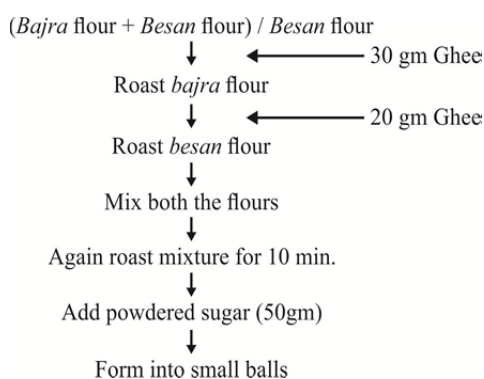 (Bajra flour + Besan flour) / Besan flour
30 gm Ghee
Roast bajra flour
20 gm Ghee
Roast besan flour
Mix both the flours
Again roast mixture for 10 min.
Add powdered sugar (50gm)
Form into small balls